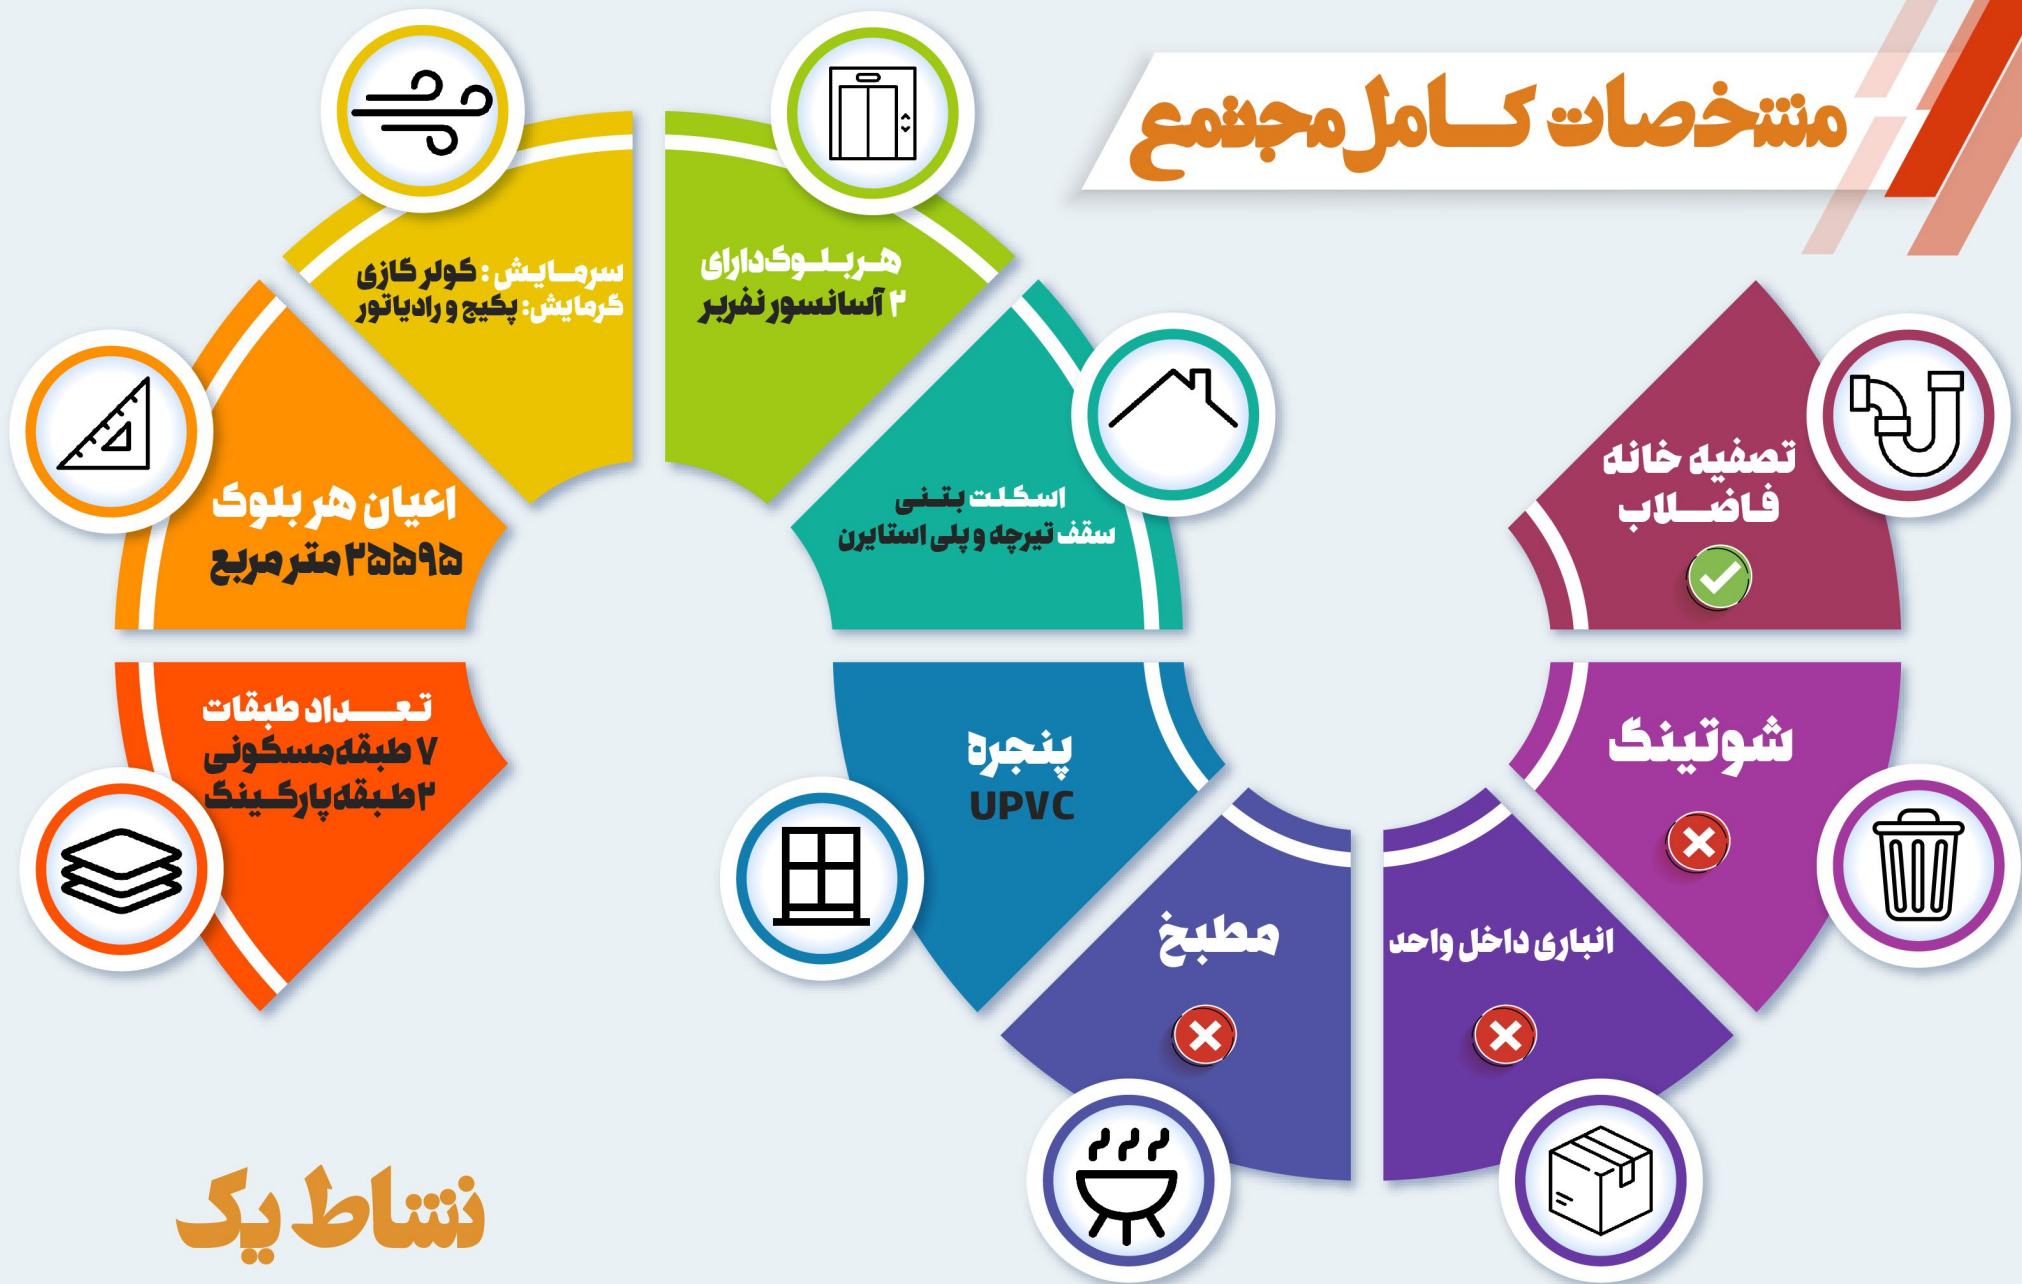 مشخصات کامل مجتمع
تعداد طبقات
۷ طبقه مسکونی
۲ طبقه پارکینگ
اعیان هر بلوک
۲۵۵۹۵ متر مربع
سرمایش : کولر گازی
گرمایش: پکیج و رادیاتور
هر بلوک دارای
۲ آسانسور نفربر
اسکلت بتنی
سقف تیرچه و پلی استایرن
پنجره
UPVC
مطبخ
انباری داخل واحد
شوتینگ
تصفیه خانه
فاضلاب
نشاط یک